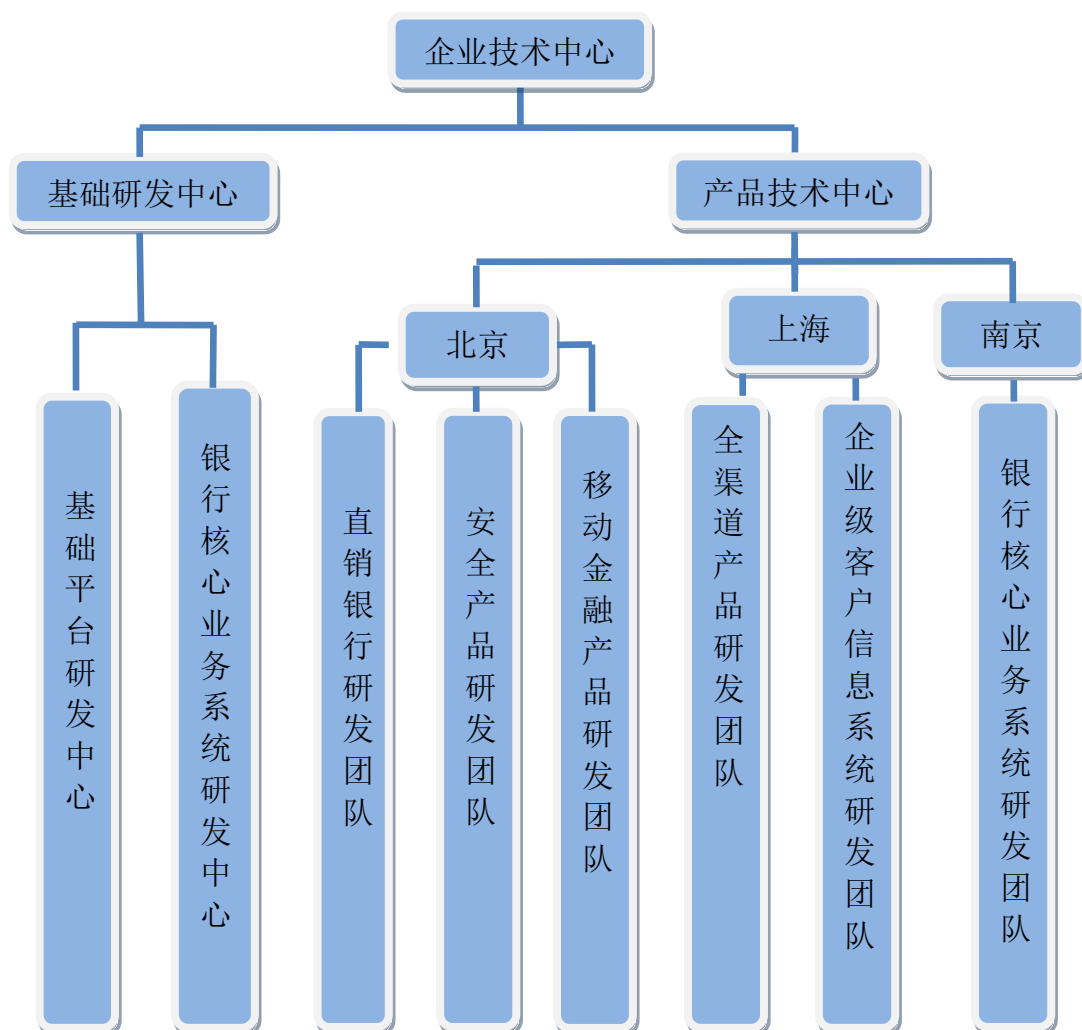 企业技术中心
基础研发中心
产品技术中心
北京
上海
南京
基础平台研发中心
银行核心业务系统研发中心
直销银行研发团队
安全产品研发团队
移动金融产品研发团队
全渠道产品研发团队
企业级客户信息系统研发团队
银行核心业务系统研发团队